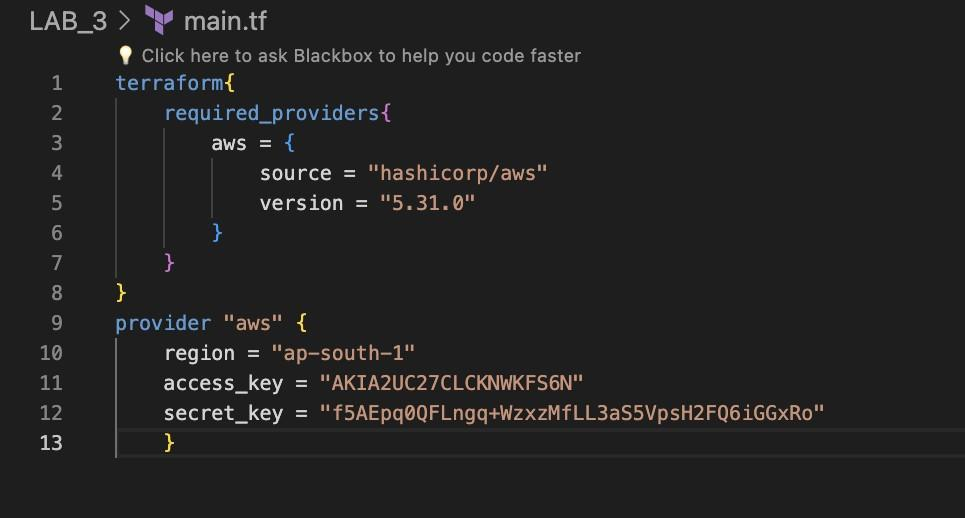 LAB_3 > main.tf
Click here to ask Blackbox to help you code faster
1 terraform{
2 required_providers{
3 aws = {
4 source = "hashicorp/aws"
5 version = "5.31.0"
6 }
7 }
8 }
9 provider "aws" {
10 region = "ap-south-1"
11 access_key = "AKIA2UC27CLCKNWKFS6N"
12 secret_key = "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"
13 }